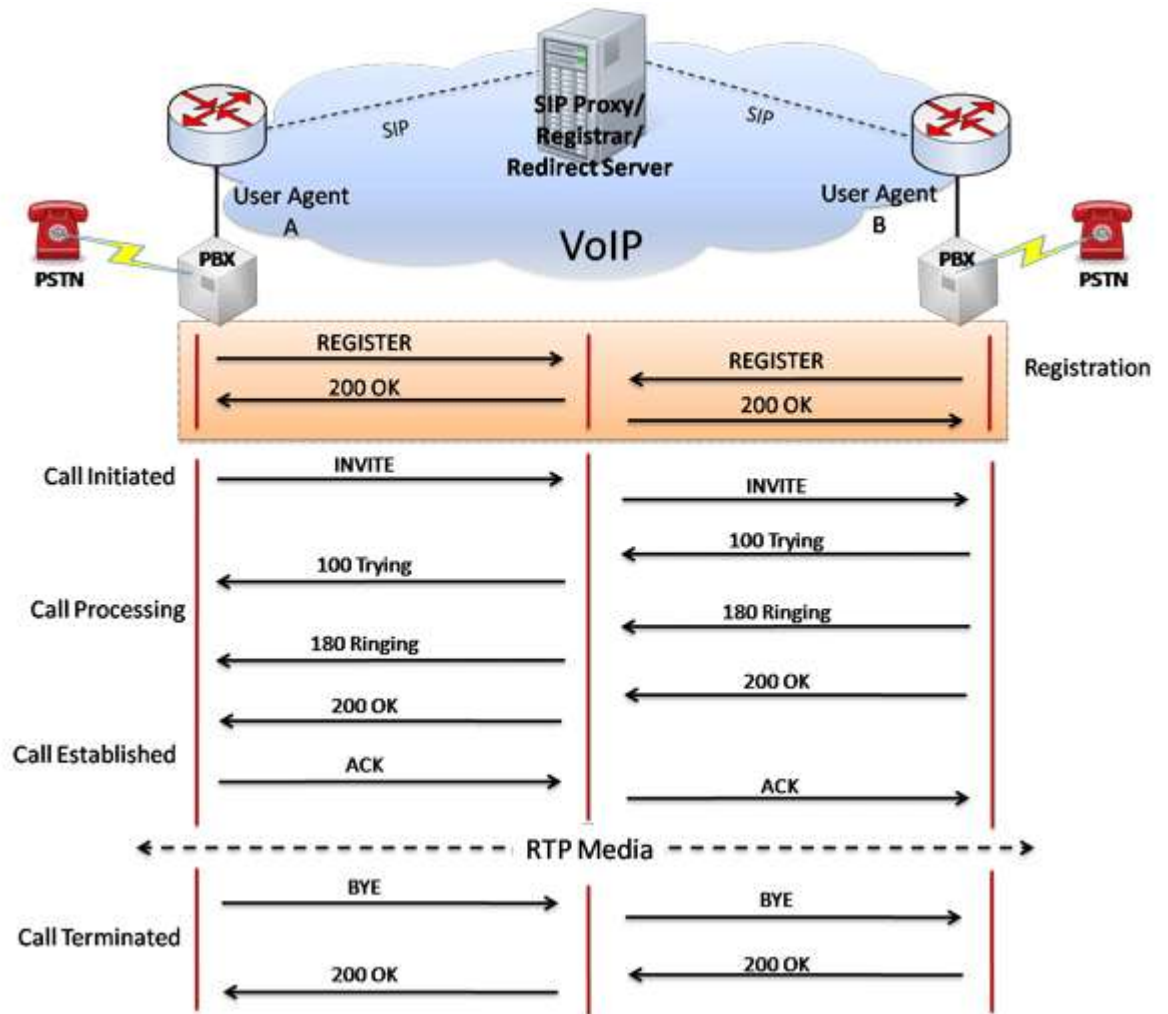 SIP
SIP Proxy/
Registrar/
Redirect Server
SIP
User Agent
A
User Agent
B
VoIP
PSTN
PBX
PBX
PSTN
REGISTER
REGISTER
Registration
200 OK
200 OK
Call Initiated
INVITE
INVITE
100 Trying
100 Trying
Call Processing
180 Ringing
180 Ringing
200 OK
200 OK
Call Established
ACK
ACK
RTP Media
BYE
BYE
Call Terminated
200 OK
200 OK